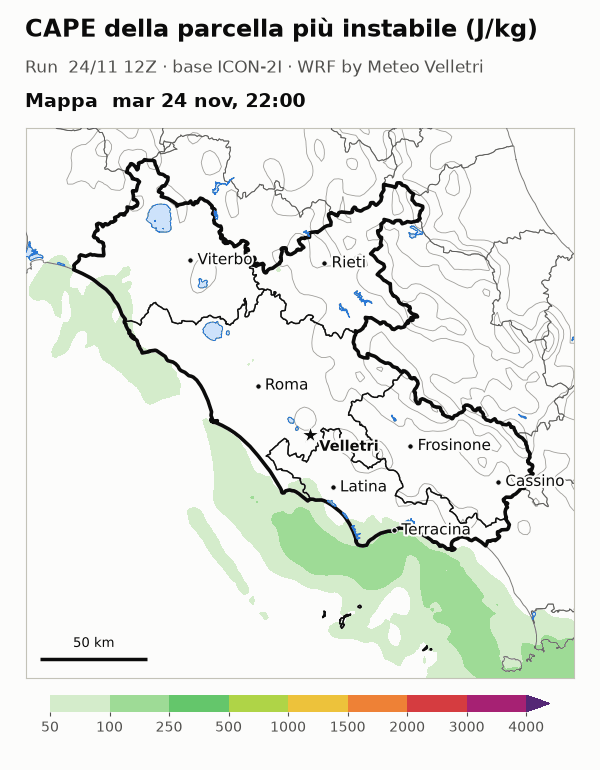 CAPE della parcella più instabile (J/kg)
Run  24/11 12Z · base ICON-2I · WRF by Meteo Velletri
Mappa  mar 24 nov, 22:00
Viterbo
Rieti
Roma
Velletri
Frosinone
Cassino
Latina
Terracina
50 km
50 100 250 500 1000 1500 2000 3000 4000